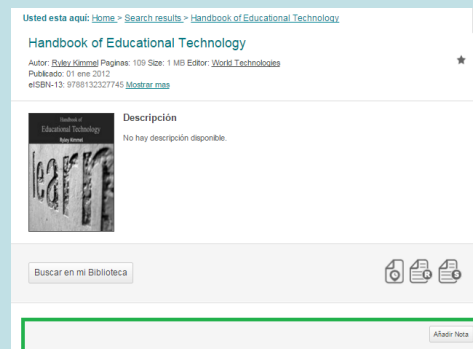 Usted esta aquí: Home > Search results > Handbook of Educational Technology
Handbook of Educational Technology
Autor: Ryley Kimmel Paginas: 109 Size: 1 MB Editor: World Technologies
Publicado: 01 ene 2012
eISBN-13: 9788132327745 Mostrar mas
Handbook of
Educational Technology
Ryley Kimmel
learn
Descripción
No hay descripción disponible.
Buscar en mi Biblioteca
R
S
Añadir Nota